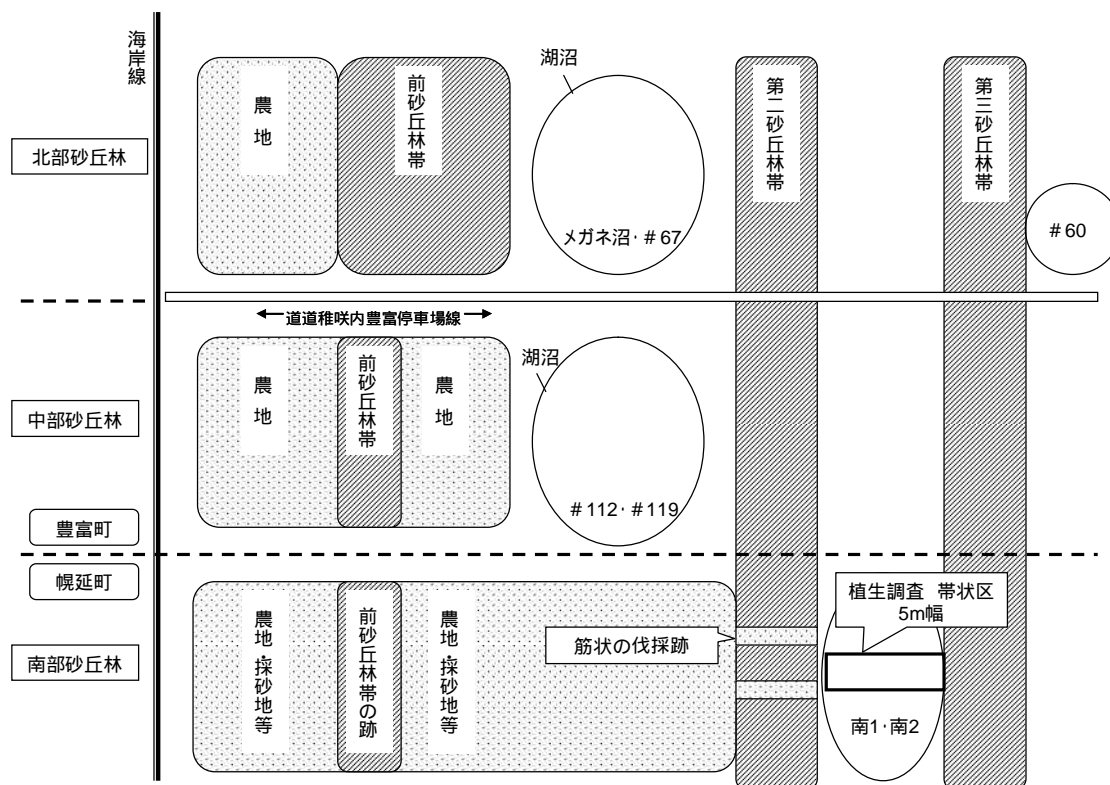 海岸線
北部砂丘林
農地
前砂丘林帯
湖沼
メガネ沼・#67
第二砂丘林帯
第三砂丘林帯
#60
道道稚咲内豊富停車場線
中部砂丘林
農地
前砂丘林帯
農地
湖沼
#112・#119
豊富町
幌延町
南部砂丘林
農地・採砂地等
前砂丘林帯の跡
農地・採砂地等
筋状の伐採跡
植生調査 帯状区
5m幅
南1・南2